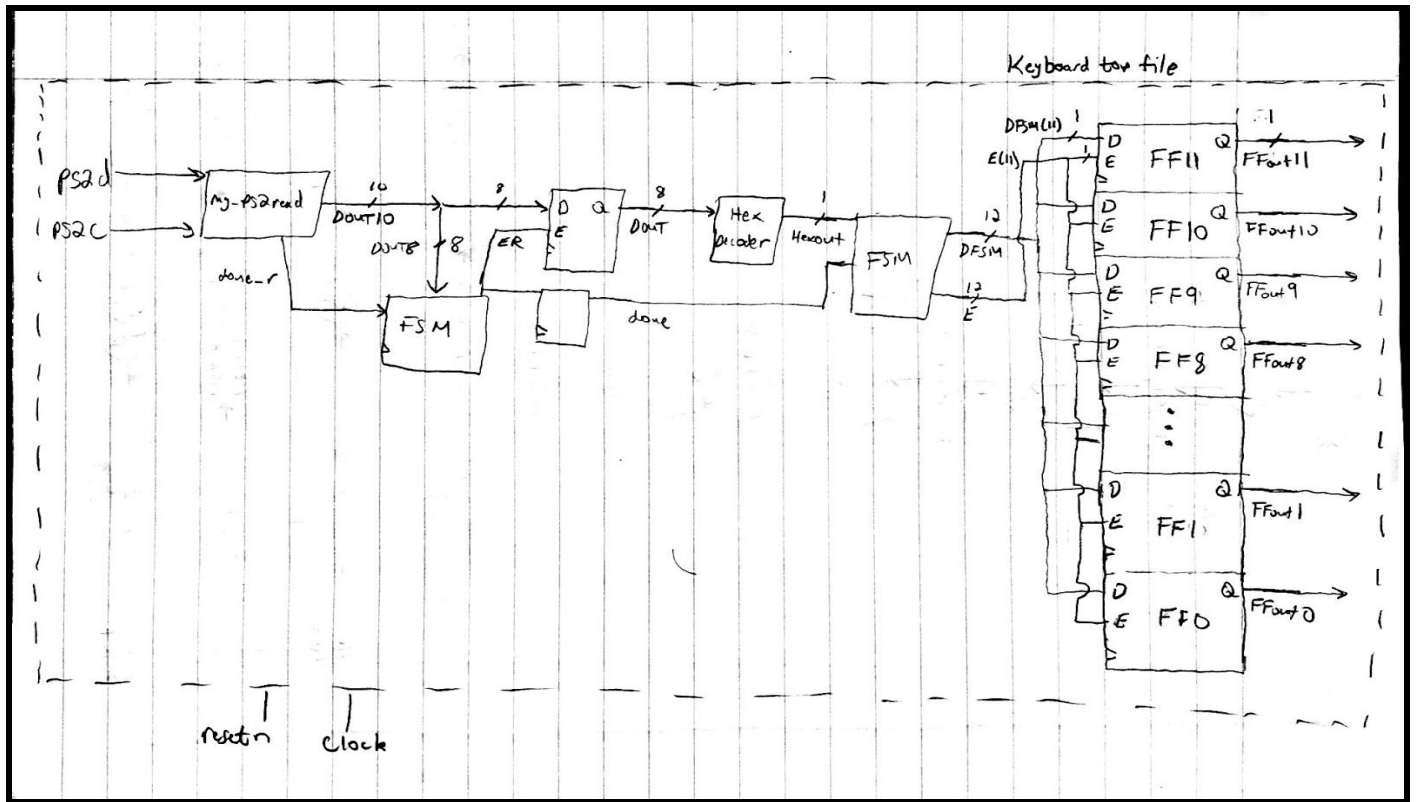 Keyboard top file
ps2d
ps2c
my_ps2read
10
DOUT10
done_r
DOUT8
8
FSM
8
ER
D Q
E
8
DOUT
Hex
Decoder
1
Hexout
done
FSM
12
DFSM
12
E
DFSM(11) 1
E(11) 1
D Q
E
FF11
1
FFout11
D Q
E
FF10
FFout10
D Q
E
FF9
FFout9
D Q
E
FF8
FFout8
D Q
E
FF1
FFout1
D Q
E
FF0
FFout0
resetn
clock